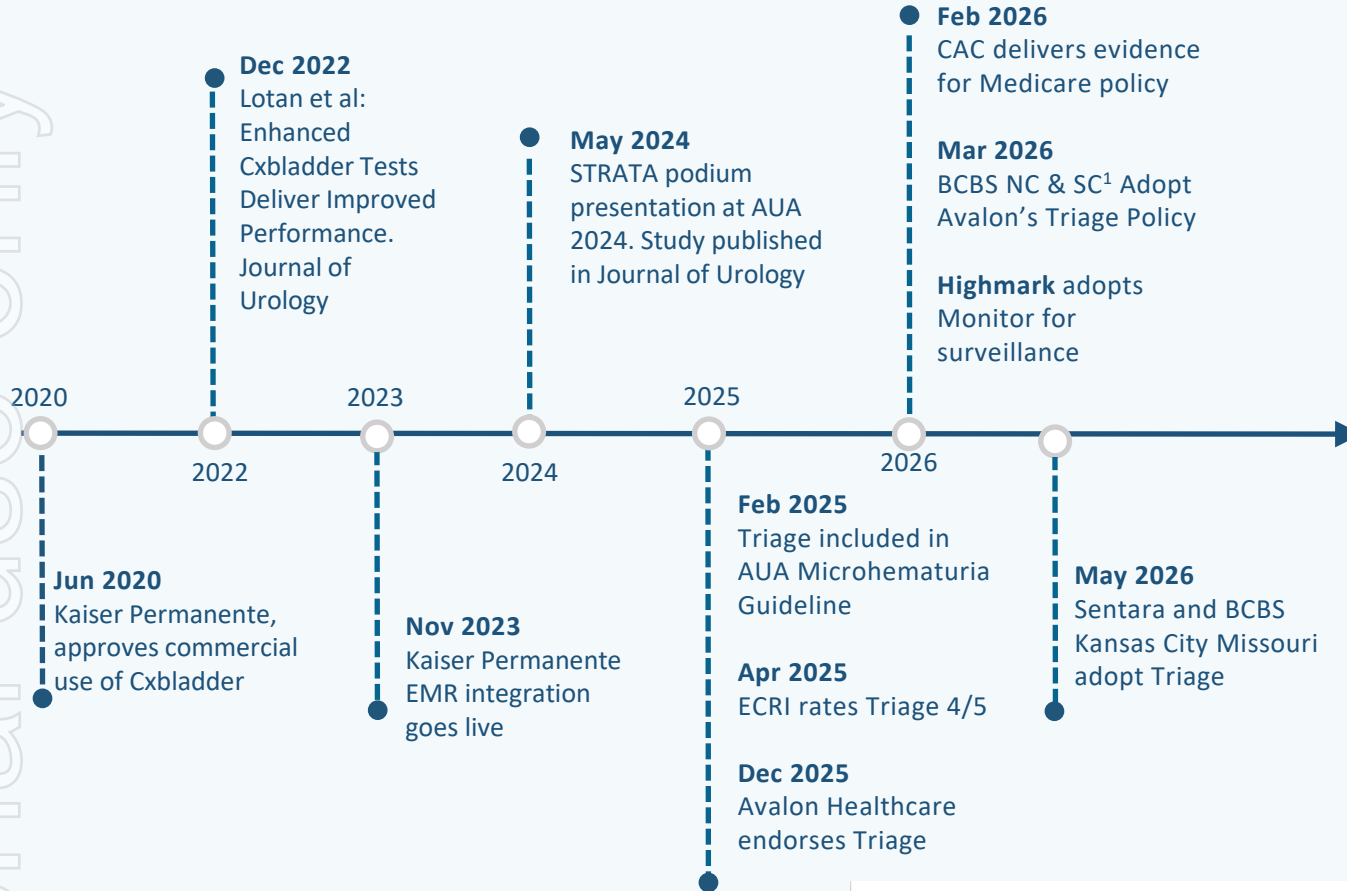 Feb 2026
CAC delivers evidence
for Medicare policy
Mar 2026
BCBS NC & SC¹ Adopt
Avalon’s Triage Policy
Highmark adopts
Monitor for
surveillance
Dec 2022
Lotan et al:
Enhanced
Cxbladder Tests
Deliver Improved
Performance.
Journal of
Urology
May 2024
STRATA podium
presentation at AUA
2024. Study published
in Journal of Urology
2020
2023
2025
2022
2024
2026
Jun 2020
Kaiser Permanente,
approves commercial
use of Cxbladder
Nov 2023
Kaiser Permanente
EMR integration
goes live
Feb 2025
Triage included in
AUA Microhematuria
Guideline
Apr 2025
ECRI rates Triage 4/5
Dec 2025
Avalon Healthcare
endorses Triage
May 2026
Sentara and BCBS
Kansas City Missouri
adopt Triage